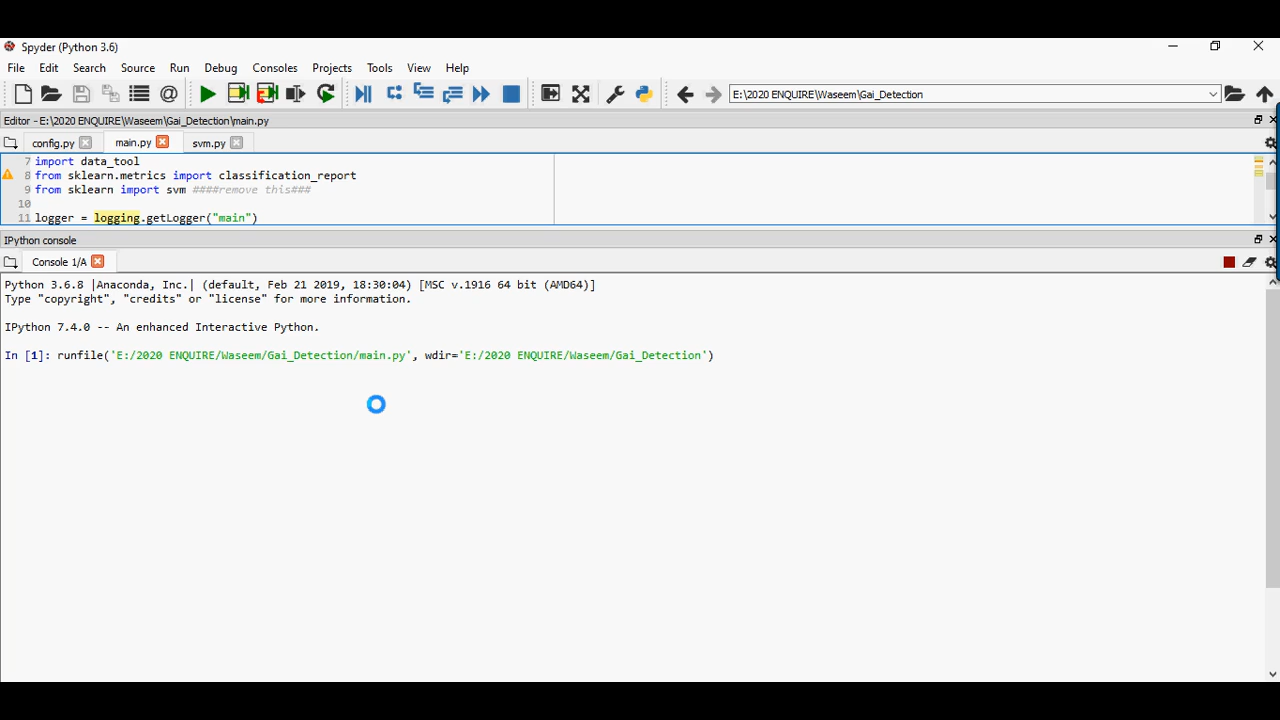 Spyder (Python 3.6)
File Edit Search Source Run Debug Consoles Projects Tools View Help
E:\2020 ENQUIRE\Waseem\Gai_Detection
Editor - E:\2020 ENQUIRE\Waseem\Gai_Detection\main.py
config.py main.py svm.py
7 import data_tool
8 from sklearn.metrics import classification_report
9 from sklearn import svm ####remove this###
10
11 logger = logging.getLogger("main")
IPython console
Console 1/A
Python 3.6.8 |Anaconda, Inc.| (default, Feb 21 2019, 18:30:04) [MSC v.1916 64 bit (AMD64)]
Type "copyright", "credits" or "license" for more information.
IPython 7.4.0 -- An enhanced Interactive Python.
In [1]: runfile('E:/2020 ENQUIRE/Waseem/Gai_Detection/main.py', wdir='E:/2020 ENQUIRE/Waseem/Gai_Detection')